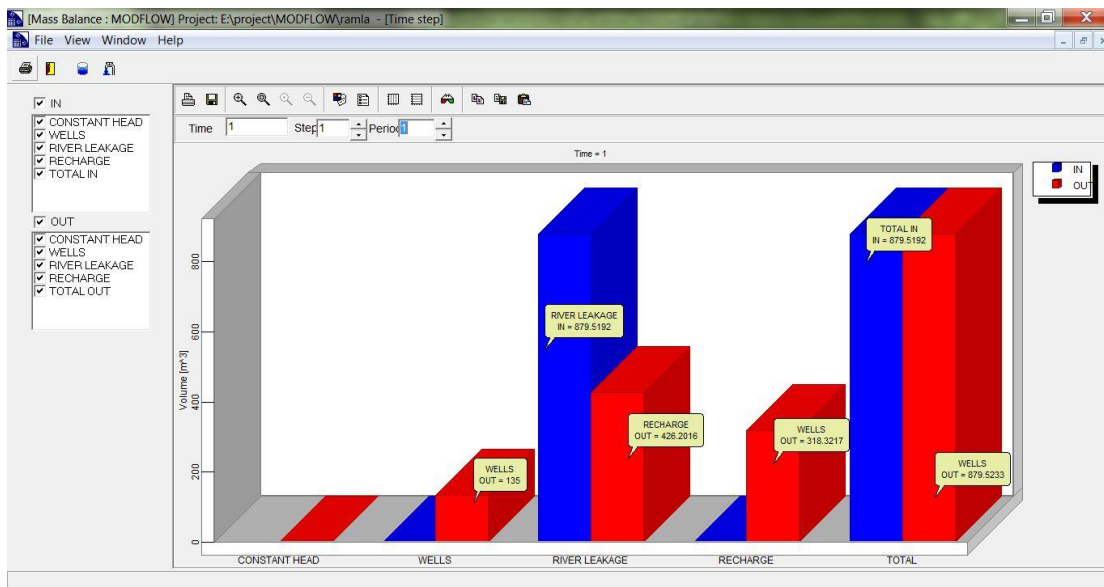 [Mass Balance : MODFLOW] Project: E:\project\MODFLOW\ramla - [Time step]
File View Window Help
IN
CONSTANT HEAD
WELLS
RIVER LEAKAGE
RECHARGE
TOTAL IN
OUT
CONSTANT HEAD
WELLS
RIVER LEAKAGE
RECHARGE
TOTAL OUT
Time 1 Step 1 Period 1
Time = 1
IN
OUT
Volume [m^3]
800
600
400
200
0
TOTAL IN
IN = 879.5192
RIVER LEAKAGE
IN = 879.5192
RECHARGE
OUT = 426.2016
WELLS
OUT = 318.3217
WELLS
OUT = 135
WELLS
OUT = 879.5233
CONSTANT HEAD WELLS RIVER LEAKAGE RECHARGE TOTAL